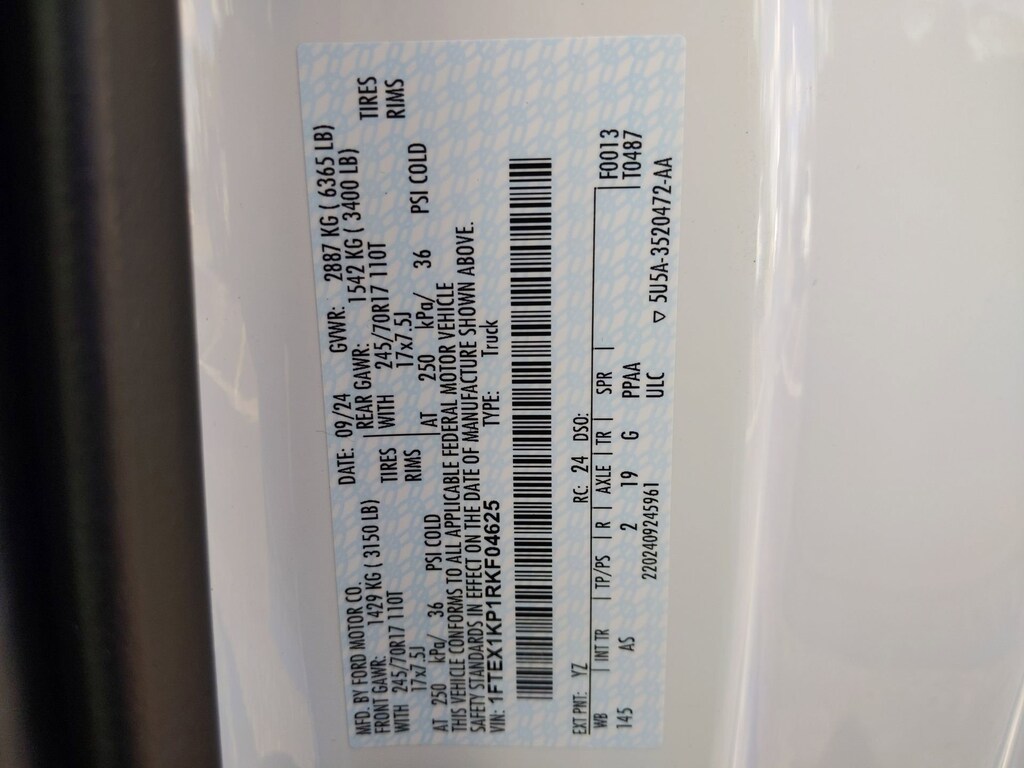 MFD. BY FORD MOTOR CO. DATE: 09/24 GVWR: 2887 KG ( 6365 LB)
FRONT GAWR: 1429 KG ( 3150 LB) REAR GAWR: 1542 KG ( 3400 LB)
WITH 245/70R17 110T TIRES WITH 245/70R17 110T TIRES
17x7.5J RIMS 17x7.5J RIMS
AT 250 kPa/ 36 PSI COLD AT 250 kPa/ 36 PSI COLD
THIS VEHICLE CONFORMS TO ALL APPLICABLE FEDERAL MOTOR VEHICLE
SAFETY STANDARDS IN EFFECT ON THE DATE OF MANUFACTURE SHOWN ABOVE.
VIN: 1FTEX1KP1RKF04625 TYPE: Truck
EXT PNT: YZ RC: 24 DSO:
WB INT TR TP/PS R AXLE TR SPR F0013
145 AS 2 19 G PPAA T0487
2202409245961 ULC ▽ 5U5A-3520472-AA